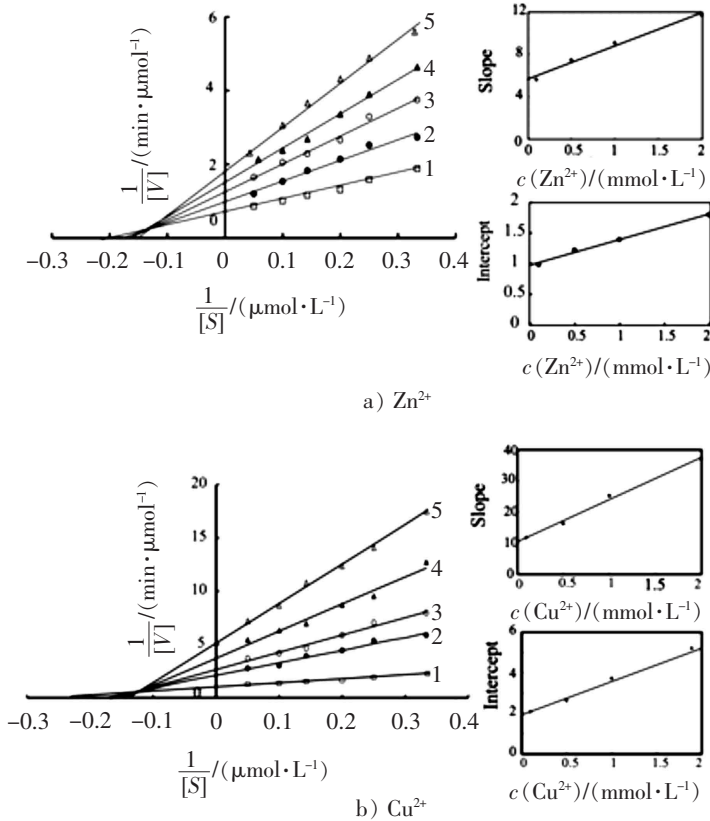 6
4
2
0
1/[V]/(min·μmol⁻¹)
5
4
3
2
1
−0.3 −0.2 −0.1 0 0.1 0.2 0.3 0.4
1/[S]/(μmol·L⁻¹)
12
8
4
0
Slope
0 0.5 1 1.5 2
c(Zn²⁺)/(mmol·L⁻¹)
2
1.5
1
0.5
0
Intercept
0 0.5 1 1.5 2
c(Zn²⁺)/(mmol·L⁻¹)
a) Zn²⁺
20
15
10
5
0
1/[V]/(min·μmol⁻¹)
5
4
3
2
1
−0.3 −0.2 −0.1 0 0.1 0.2 0.3 0.4
1/[S]/(μmol·L⁻¹)
40
30
20
10
0
Slope
0 0.5 1 1.5 2
c(Cu²⁺)/(mmol·L⁻¹)
6
4
2
0
Intercept
0 0.5 1 1.5 2
c(Cu²⁺)/(mmol·L⁻¹)
b) Cu²⁺